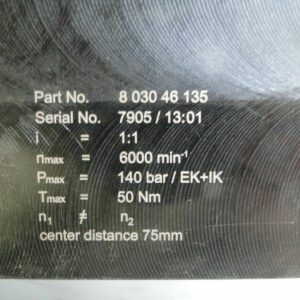 Part No. 8 030 46 135
Serial No. 7905 / 13:01
i = 1:1
nmax = 6000 min⁻¹
Pmax = 140 bar / EK+IK
Tmax = 50 Nm
n₁ ≠ n₂
center distance 75mm